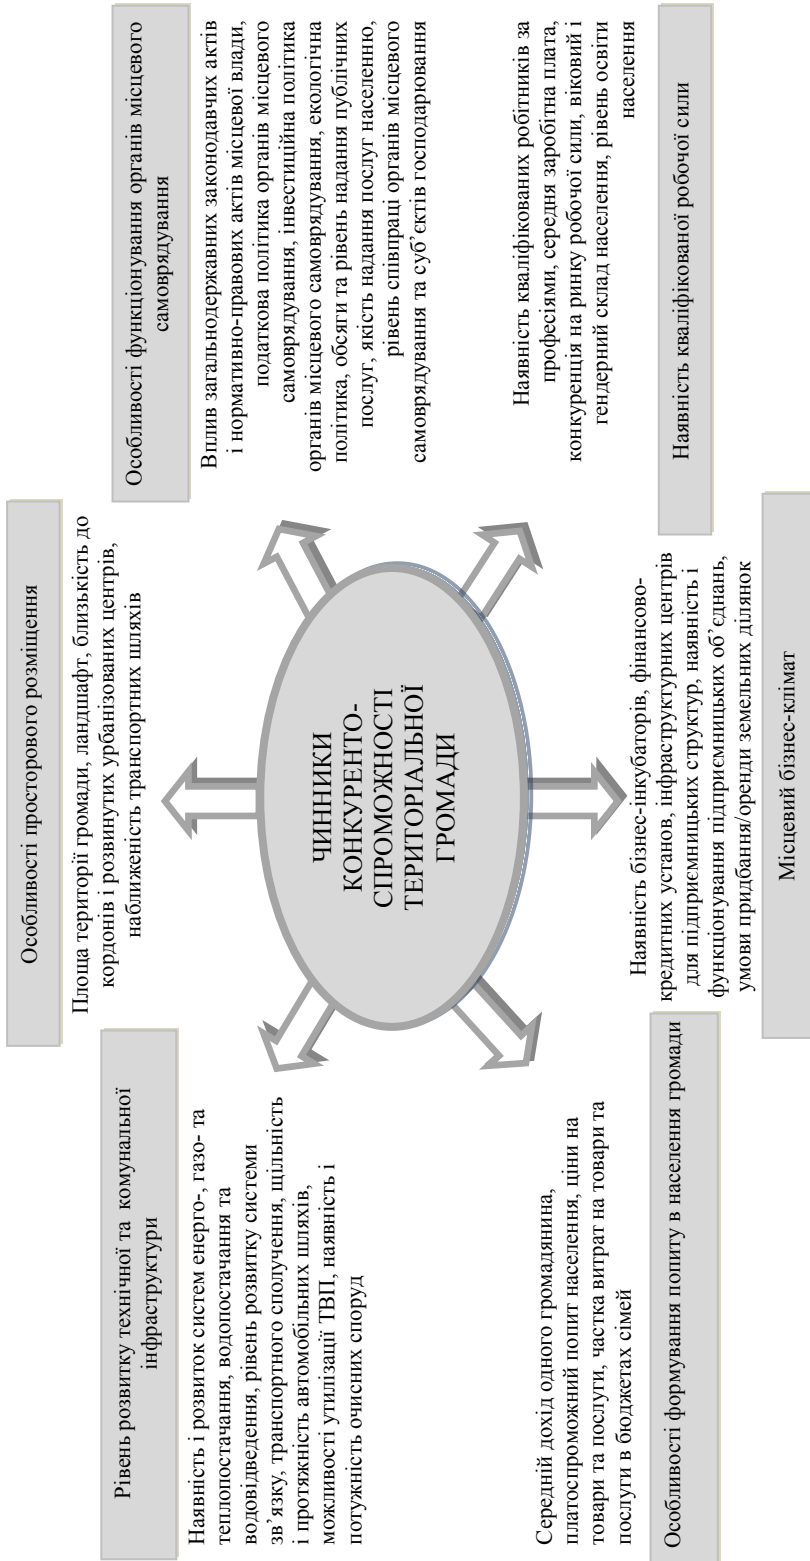 Особливості просторового розміщення
Площа території громади, ландшафт, близькість до
кордонів і розвинутих урбанізованих центрів,
наближеність транспортних шляхів
Рівень розвитку технічної та комунальної
інфраструктури
Наявність і розвиток систем енерго-, газо- та
теплопостачання, водопостачання та
водовідведення, рівень розвитку системи
зв’язку, транспортного сполучення, щільність
і протяжність автомобільних шляхів,
можливості утилізації ТВП, наявність і
потужність очисних споруд
Особливості функціонування органів місцевого
самоврядування
Вплив загальнодержавних законодавчих актів
і нормативно-правових актів місцевої влади,
податкова політика органів місцевого
самоврядування, інвестиційна політика
органів місцевого самоврядування, екологічна
політика, обсяги та рівень надання публічних
послуг, якість надання послуг населенню,
рівень співпраці органів місцевого
самоврядування та суб’єктів господарювання
ЧИННИКИ
КОНКУРЕНТО-
СПРОМОЖНОСТІ
ТЕРИТОРІАЛЬНОЇ
ГРОМАДИ
Середній дохід одного громадянина,
платоспроможний попит населення, ціни на
товари та послуги, частка витрат на товари та
послуги в бюджетах сімей
Особливості формування попиту в населення громади
Наявність бізнес-інкубаторів, фінансово-
кредитних установ, інфраструктурних центрів
для підприємницьких структур, наявність і
функціонування підприємницьких об’єднань,
умови придбання/оренди земельних ділянок
Місцевий бізнес-клімат
Наявність кваліфікованих робітників за
професіями, середня заробітна плата,
конкуренція на ринку робочої сили, віковий і
гендерний склад населення, рівень освіти
населення
Наявність кваліфікованої робочої сили